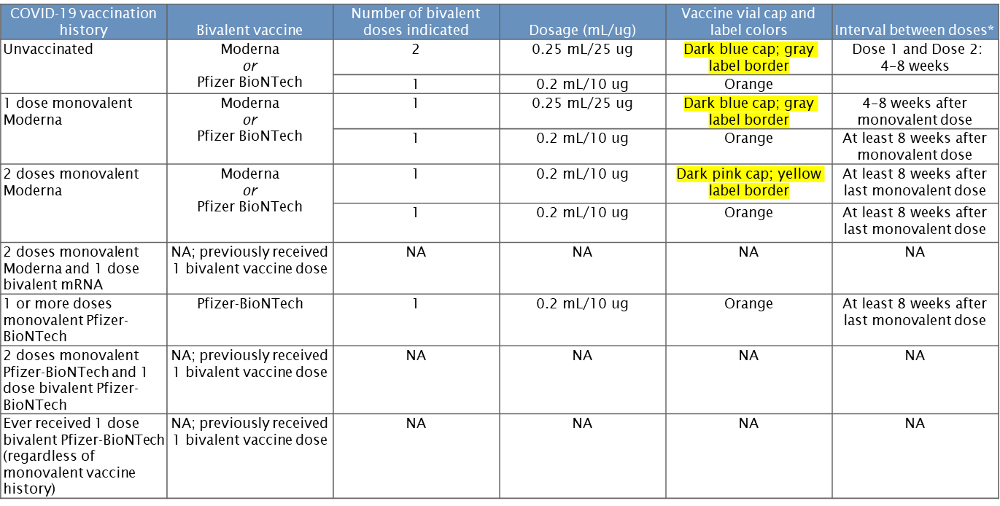 COVID-19 vaccination
history
Bivalent vaccine
Number of bivalent
doses indicated
Dosage (mL/ug)
Vaccine vial cap and
label colors
Interval between doses*
Unvaccinated
Moderna
or
Pfizer BioNTech
2
0.25 mL/25 ug
Dark blue cap; gray
label border
Dose 1 and Dose 2:
4–8 weeks
1
0.2 mL/10 ug
Orange
1 dose monovalent
Moderna
Moderna
or
Pfizer BioNTech
1
0.25 mL/25 ug
Dark blue cap; gray
label border
4–8 weeks after
monovalent dose
1
0.2 mL/10 ug
Orange
At least 8 weeks after
monovalent dose
2 doses monovalent
Moderna
Moderna
or
Pfizer BioNTech
1
0.2 mL/10 ug
Dark pink cap; yellow
label border
At least 8 weeks after
last monovalent dose
1
0.2 mL/10 ug
Orange
At least 8 weeks after
last monovalent dose
2 doses monovalent
Moderna and 1 dose
bivalent mRNA
NA; previously received
1 bivalent vaccine dose
NA
NA
NA
NA
1 or more doses
monovalent Pfizer-
BioNTech
Pfizer-BioNTech
1
0.2 mL/10 ug
Orange
At least 8 weeks after
last monovalent dose
2 doses monovalent
Pfizer-BioNTech and 1
dose bivalent Pfizer-
BioNTech
NA; previously received
1 bivalent vaccine dose
NA
NA
NA
NA
Ever received 1 dose
bivalent Pfizer-BioNTech
(regardless of
monovalent vaccine
history)
NA; previously received
1 bivalent vaccine dose
NA
NA
NA
NA